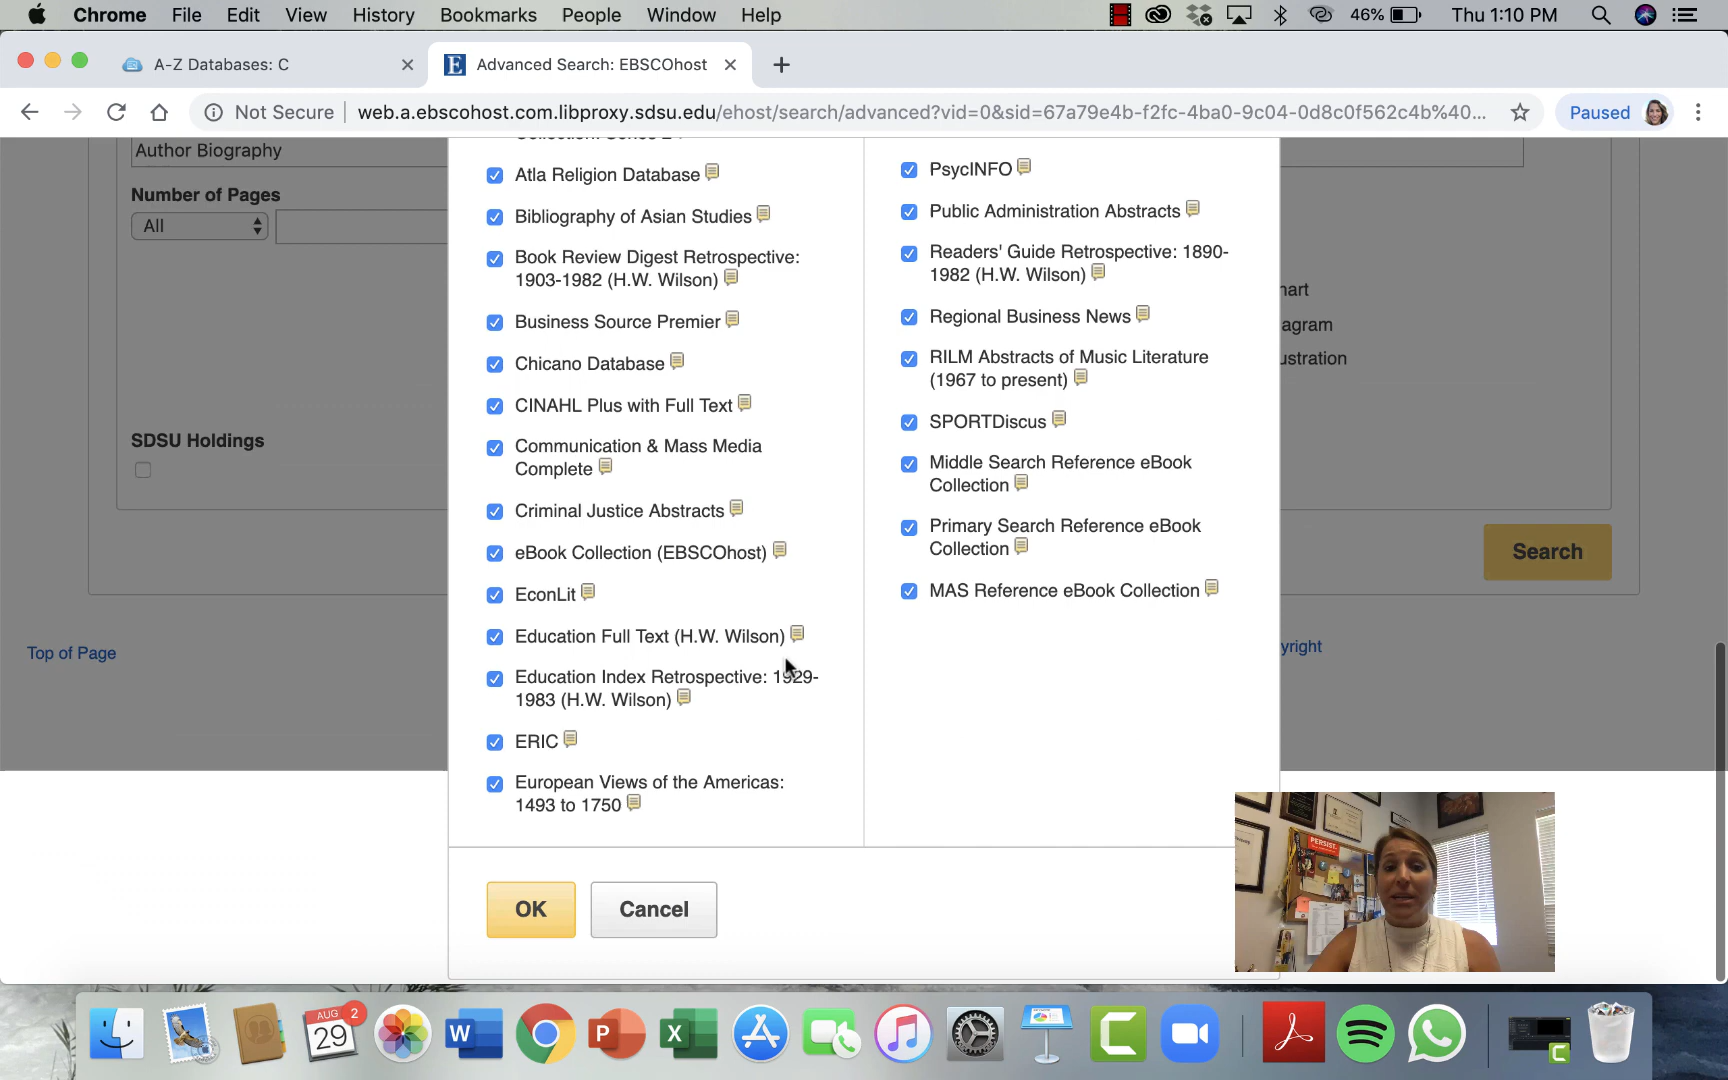 Chrome File Edit View History Bookmarks People Window Help 46% Thu 1:10 PM
A-Z Databases: C
Advanced Search: EBSCOhost
Not Secure web.a.ebscohost.com.libproxy.sdsu.edu/ehost/search/advanced?vid=0&sid=67a79e4b-f2fc-4ba0-9c04-0d8c0f562c4b%40...
Paused
Author Biography
Number of Pages
All
SDSU Holdings
Top of Page
Atla Religion Database
Bibliography of Asian Studies
Book Review Digest Retrospective:
1903-1982 (H.W. Wilson)
Business Source Premier
Chicano Database
CINAHL Plus with Full Text
Communication & Mass Media
Complete
Criminal Justice Abstracts
eBook Collection (EBSCOhost)
EconLit
Education Full Text (H.W. Wilson)
Education Index Retrospective: 1929-
1983 (H.W. Wilson)
ERIC
European Views of the Americas:
1493 to 1750
PsycINFO
Public Administration Abstracts
Readers' Guide Retrospective: 1890-
1982 (H.W. Wilson)
Regional Business News
RILM Abstracts of Music Literature
(1967 to present)
SPORTDiscus
Middle Search Reference eBook
Collection
Primary Search Reference eBook
Collection
MAS Reference eBook Collection
hart
agram
ustration
Search
yright
OK
Cancel
PERSIST.
AUG
29
2
W
P
X